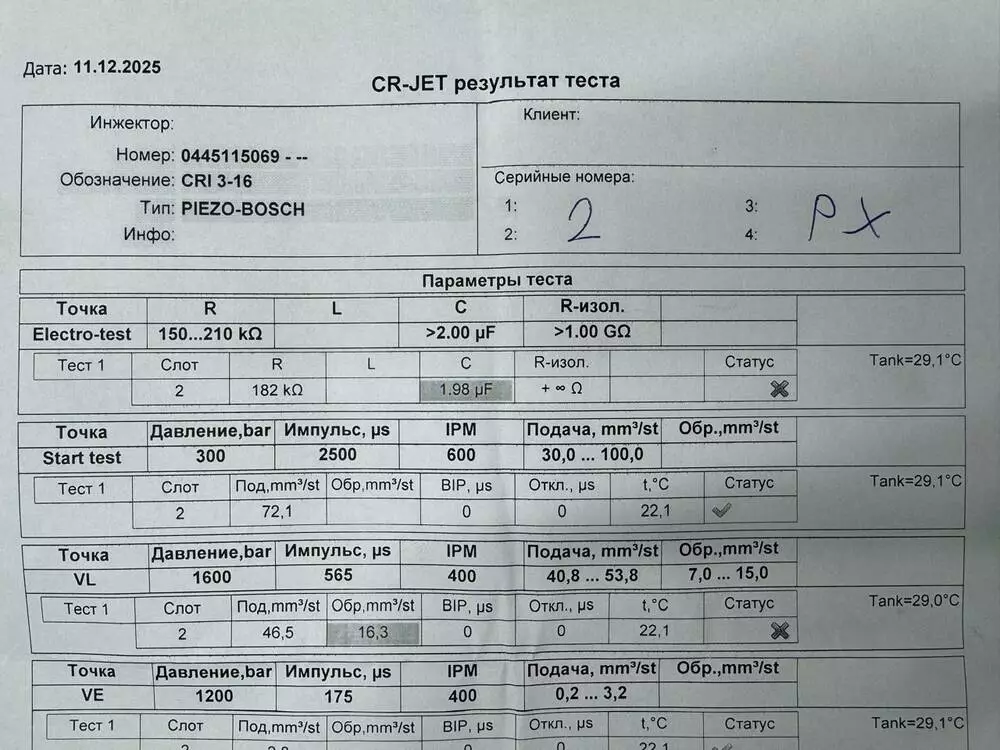 Дата: 11.12.2025
CR-JET результат теста
Инжектор:
Номер: 0445115069 - --
Обозначение: CRI 3-16
Тип: PIEZO-BOSCH
Инфо:
Клиент:
Серийные номера:
1: 2 3: PX
2: 4:
Параметры теста
Точка R L C R-изол.
Electro-test 150...210 kΩ >2.00 µF >1.00 GΩ
Тест 1 Слот R L C R-изол. Статус Tank=29,1°C
2 182 kΩ 1.98 µF + ∞ Ω
Точка Давление,bar Импульс, µs IPM Подача, mm³/st Обр.,mm³/st
Start test 300 2500 600 30,0 ... 100,0
Тест 1 Слот Под,mm³/st Обр,mm³/st BIP, µs Откл., µs t,°C Статус Tank=29,1°C
2 72,1 0 0 22,1
Точка Давление,bar Импульс, µs IPM Подача, mm³/st Обр.,mm³/st
VL 1600 565 400 40,8 ... 53,8 7,0 ... 15,0
Тест 1 Слот Под,mm³/st Обр,mm³/st BIP, µs Откл., µs t,°C Статус Tank=29,0°C
2 46,5 16,3 0 0 22,1
Точка Давление,bar Импульс, µs IPM Подача, mm³/st Обр.,mm³/st
VE 1200 175 400 0,2 ... 3,2
Тест 1 Слот Под,mm³/st Обр,mm³/st BIP, µs Откл., µs t,°C Статус Tank=29,1°C